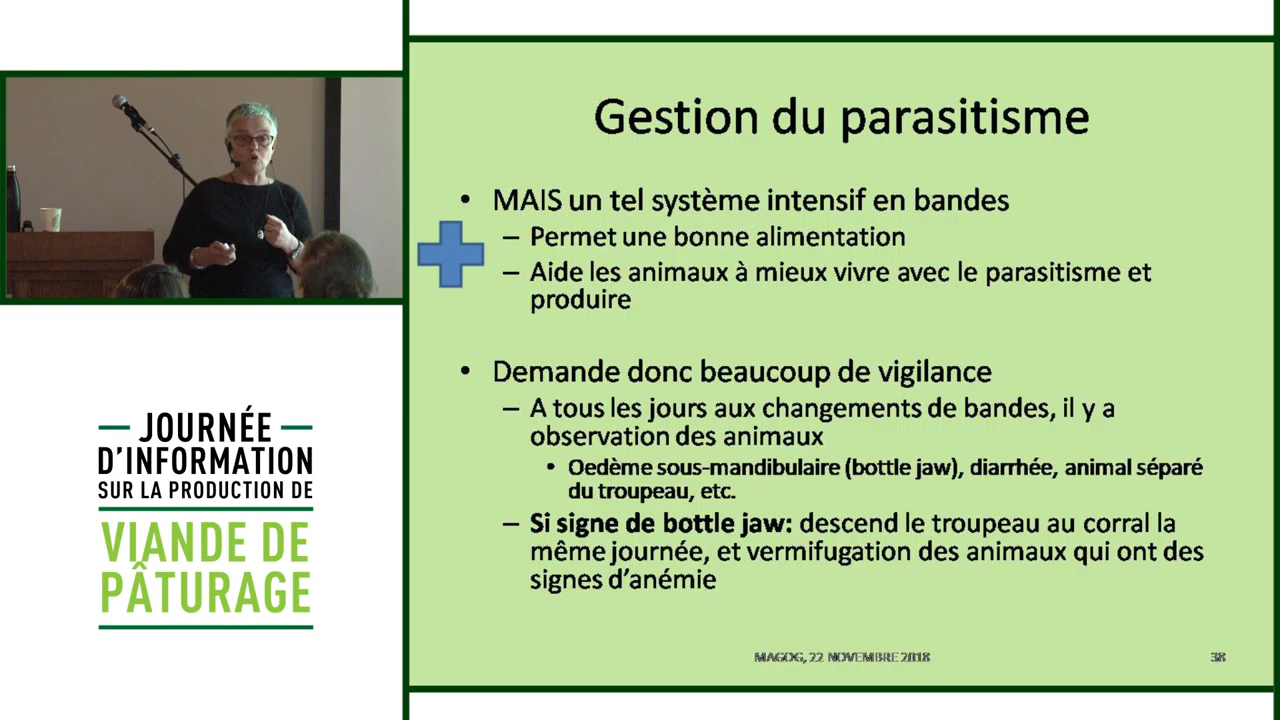 Gestion du parasitisme
• MAIS un tel système intensif en bandes
– Permet une bonne alimentation
– Aide les animaux à mieux vivre avec le parasitisme et
produire
• Demande donc beaucoup de vigilance
– A tous les jours aux changements de bandes, il y a
observation des animaux
• Oedème sous-mandibulaire (bottle jaw), diarrhée, animal séparé
du troupeau, etc.
– Si signe de bottle jaw: descend le troupeau au corral la
même journée, et vermifugation des animaux qui ont des
signes d'anémie
MAGOG, 22 NOVEMBRE 2018
38
JOURNÉE
D'INFORMATION
SUR LA PRODUCTION DE
VIANDE DE
PÂTURAGE